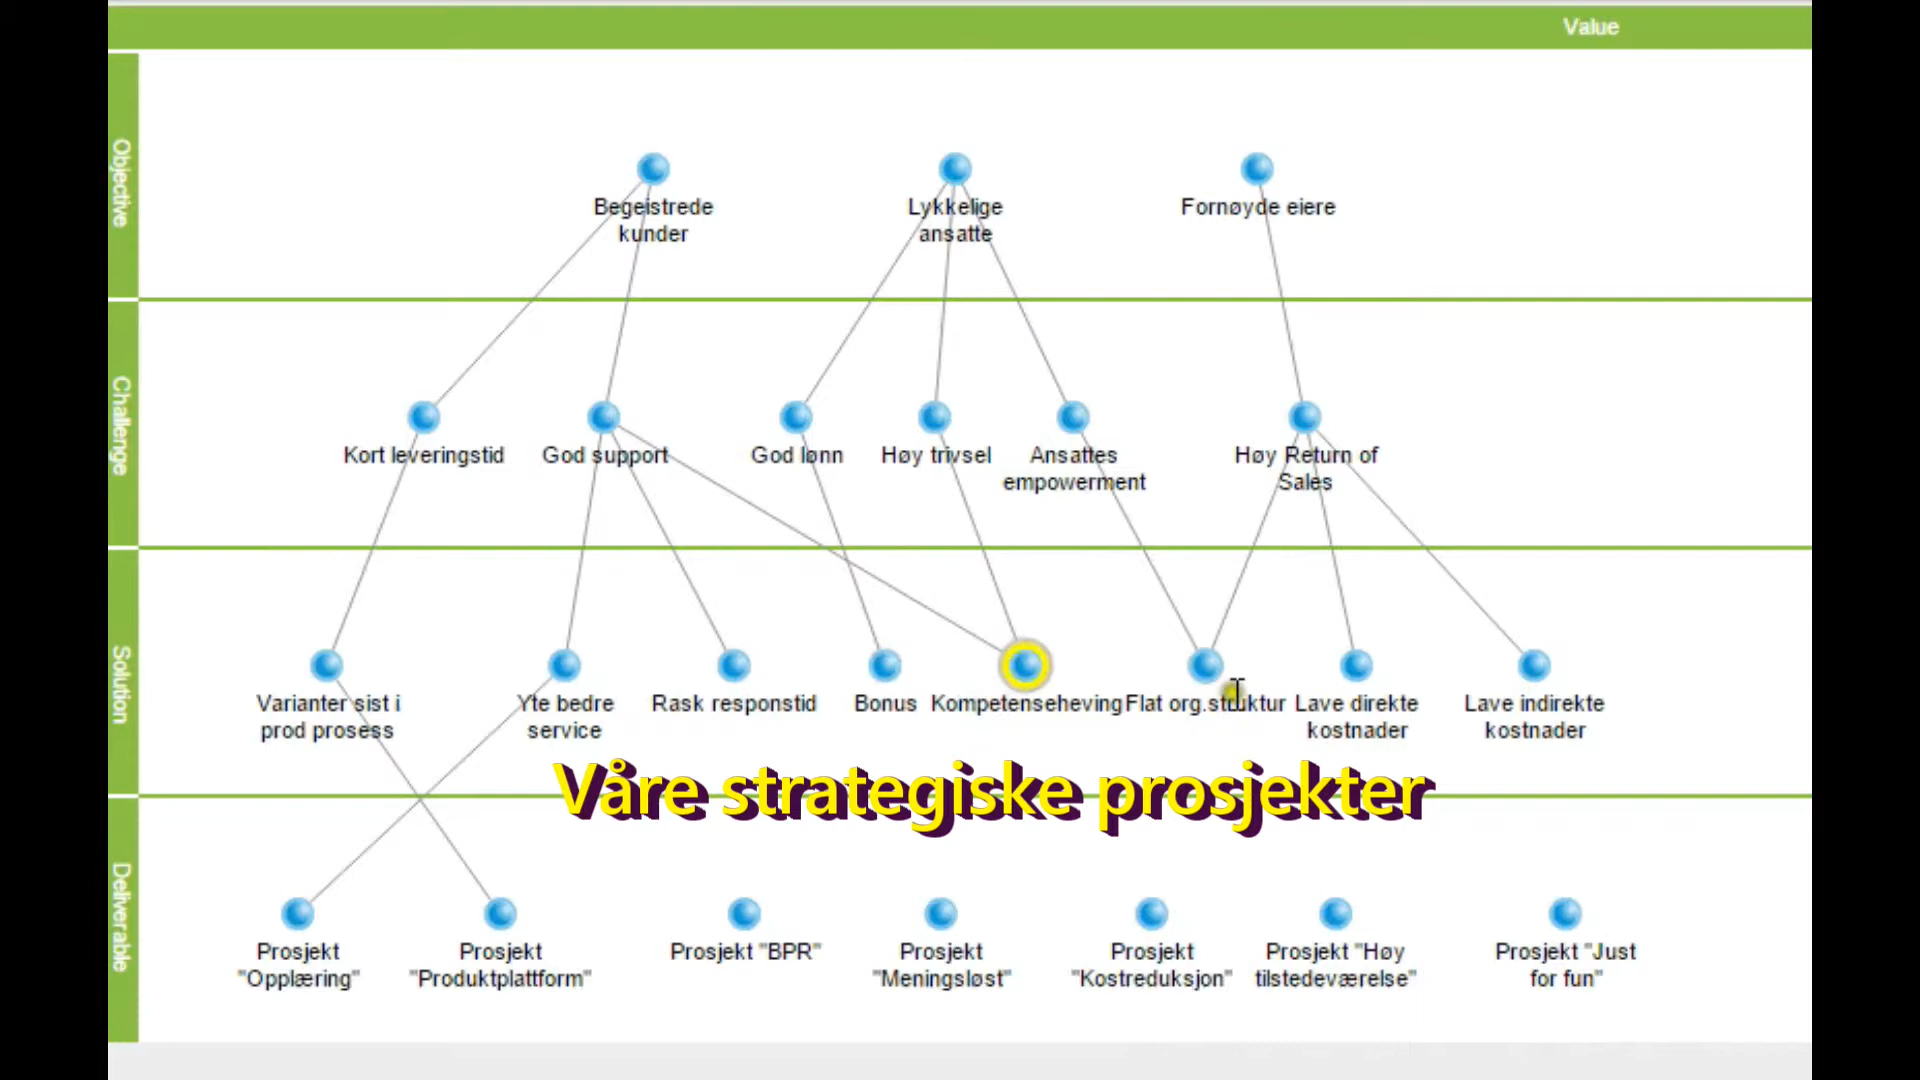 Value
Objective
Begeistrede
kunder
Lykkelige
ansatte
Fornøyde eiere
Challenge
Kort leveringstid
God support
God lønn
Høy trivsel
Ansattes
empowerment
Høy Return of
Sales
Solution
Varianter sist i
prod prosess
Yte bedre
service
Rask responstid
Bonus
Kompetenseheving
Flat org.struktur
Lave direkte
kostnader
Lave indirekte
kostnader
Våre strategiske prosjekter
Deliverable
Prosjekt
"Opplæring"
Prosjekt
"Produktplattform"
Prosjekt "BPR"
Prosjekt
"Meningsløst"
Prosjekt
"Kostreduksjon"
Prosjekt "Høy
tilstedeværelse"
Prosjekt "Just
for fun"